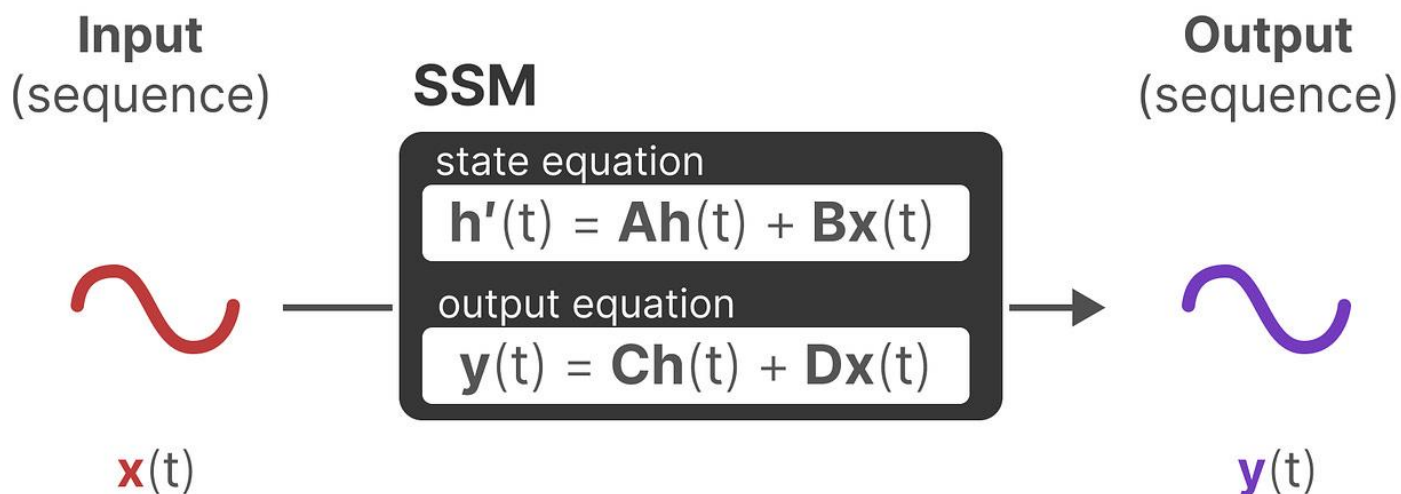 Input
(sequence)
SSM
state equation
h'(t) = Ah(t) + Bx(t)
output equation
y(t) = Ch(t) + Dx(t)
Output
(sequence)
x(t)
y(t)